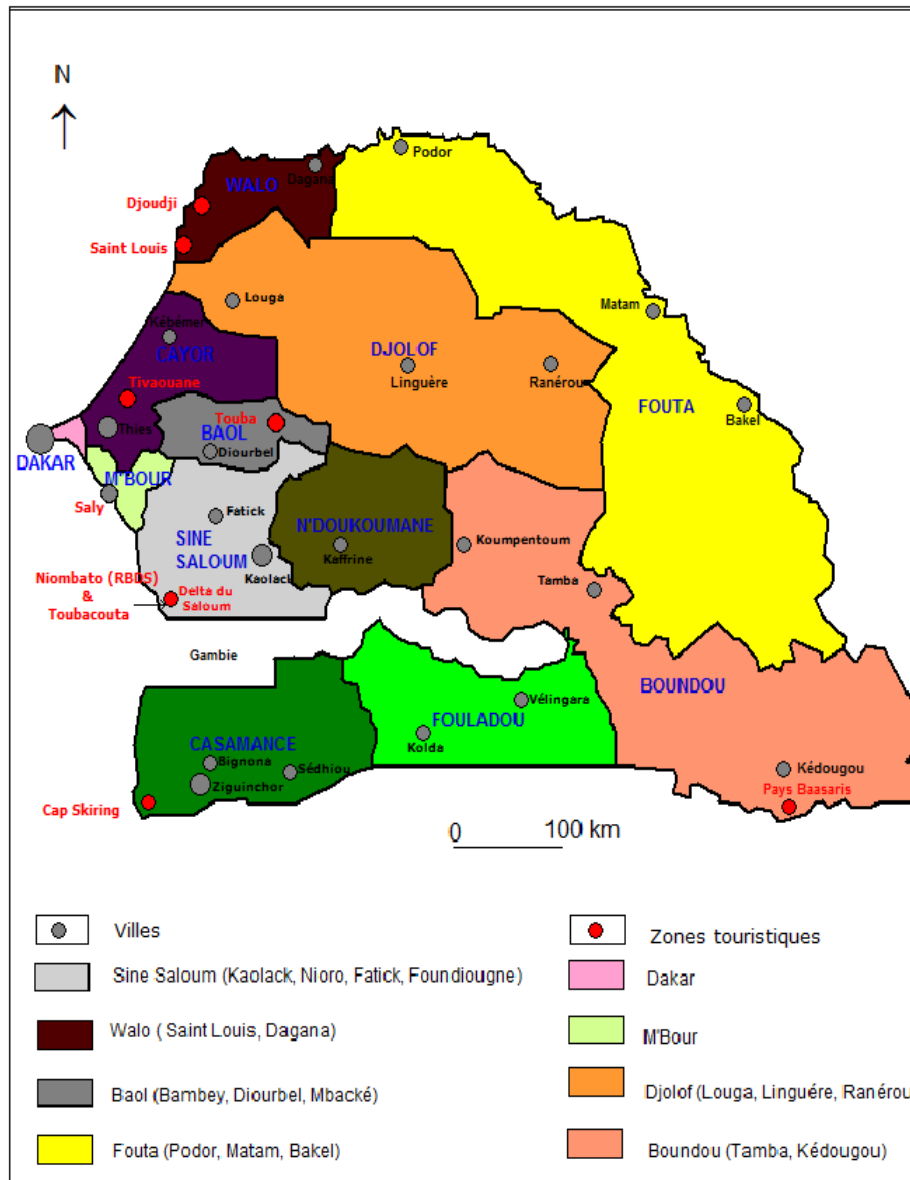 N
Podor
Dagana
WALO
Djoudji
Saint Louis
Louga
Matam
Kébémer
CAYOR
DJOLOF
Linguère
Ranérou
Tivaouane
FOUTA
Bakel
Touba
Thies
BAOL
Diourbel
DAKAR
M'BOUR
Saly
Fatick
N'DOUKOUMANE
SINE
SALOUM
Kaffrine
Koumpentoum
Kaolack
Niombato (RBDS)
&
Toubacouta
Delta du
Saloum
Tamba
Gambie
BOUNDOU
Vélingara
FOULADOU
Kolda
CASAMANCE
Bignona
Sédhiou
Ziguinchor
Kédougou
Pays Baasaris
Cap Skiring
0 100 km
Villes
Zones touristiques
Sine Saloum (Kaolack, Nioro, Fatick, Foundiougne)
Dakar
Walo ( Saint Louis, Dagana)
M'Bour
Baol (Bambey, Diourbel, Mbacké)
Djolof (Louga, Linguére, Ranérou
Fouta (Podor, Matam, Bakel)
Boundou (Tamba, Kédougou)